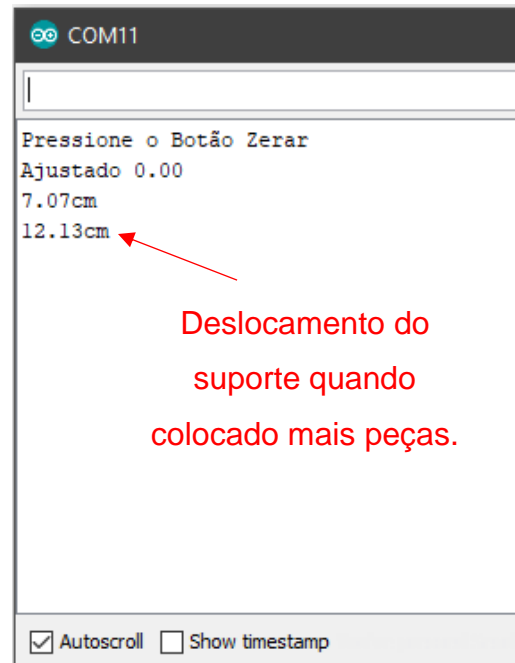 COM11
Pressione o Botão Zerar
Ajustado 0.00
7.07cm
12.13cm
Deslocamento do
suporte quando
colocado mais peças.
Autoscroll Show timestamp